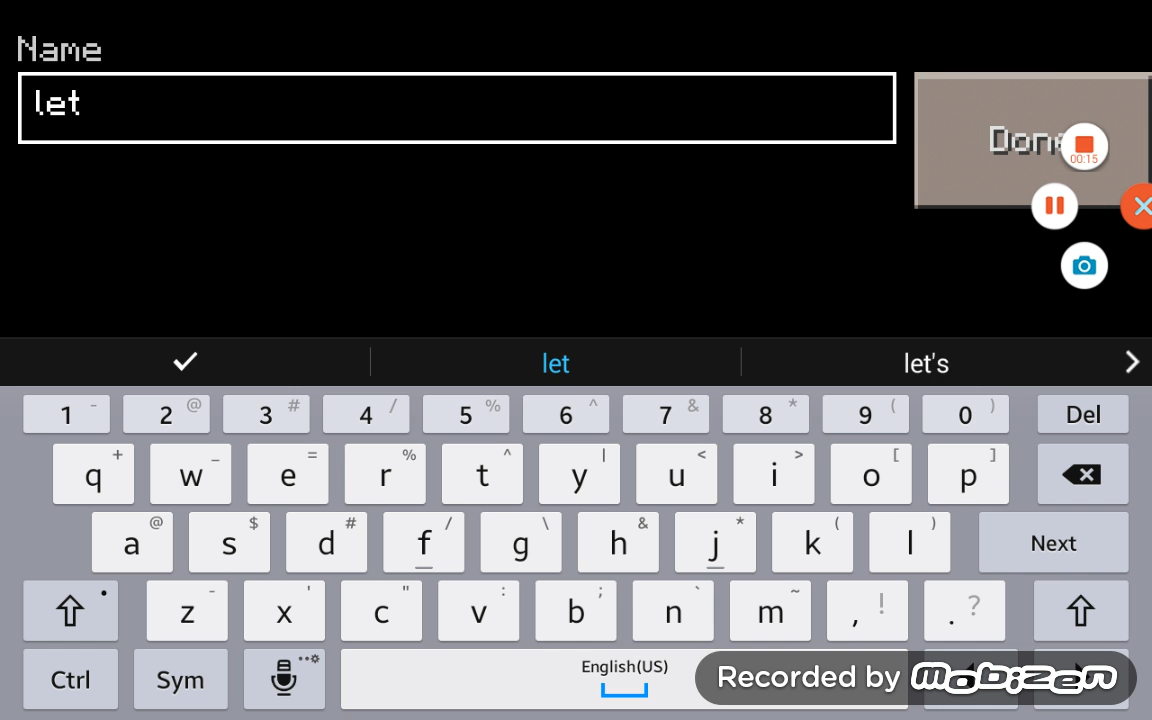 Name
let
Done
00:15
let let's
1 - 2 @ 3 # 4 / 5 % 6 ^ 7 & 8 * 9 ( 0 ) Del
q + w _ e = r % t ^ y | u < i > o [ p ]
a @ s $ d # f / g \ h & j * k ( l ) Next
z - x ' c " v : b ; n ` m ~ , ! . ?
Ctrl Sym English(US)
Recorded by mobizen